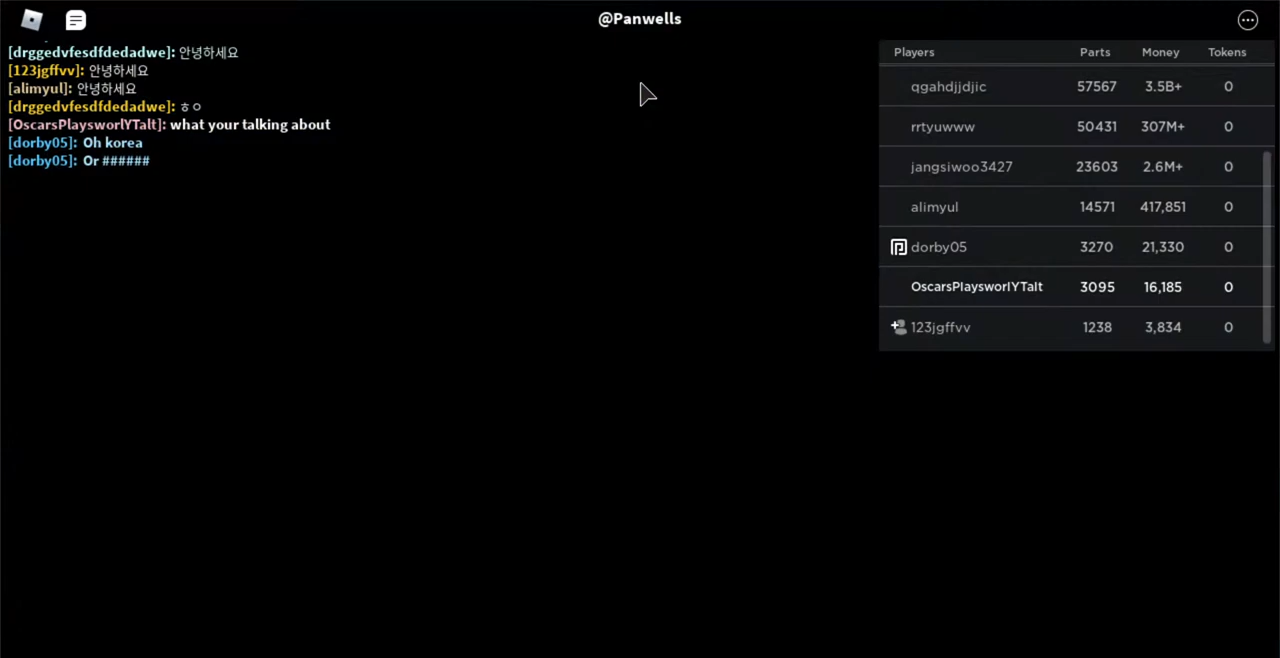 @Panwells
[drggedvfesdfdedadwe]: 안녕하세요
[123jgffvv]: 안녕하세요
[alimyul]: 안녕하세요
[drggedvfesdfdedadwe]: ㅎㅇ
[OscarsPlaysworlYTalt]: what your talking about
[dorby05]: Oh korea
[dorby05]: Or ######
Players Parts Money Tokens
qgahdjjdjic 57567 3.5B+ 0
rrtyuwww 50431 307M+ 0
jangsiwoo3427 23603 2.6M+ 0
alimyul 14571 417,851 0
dorby05 3270 21,330 0
OscarsPlaysworlYTalt 3095 16,185 0
123jgffvv 1238 3,834 0